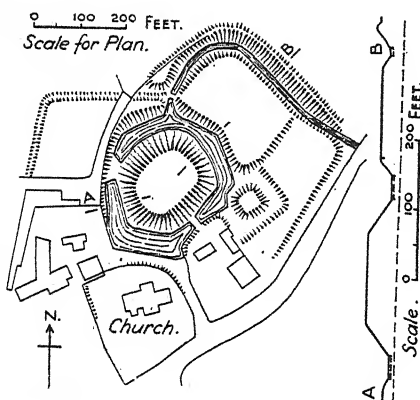 0 100 200 FEET.
Scale for Plan.
B
A
N.
Church.
B
A
0 100 200 FEET.
Scale.